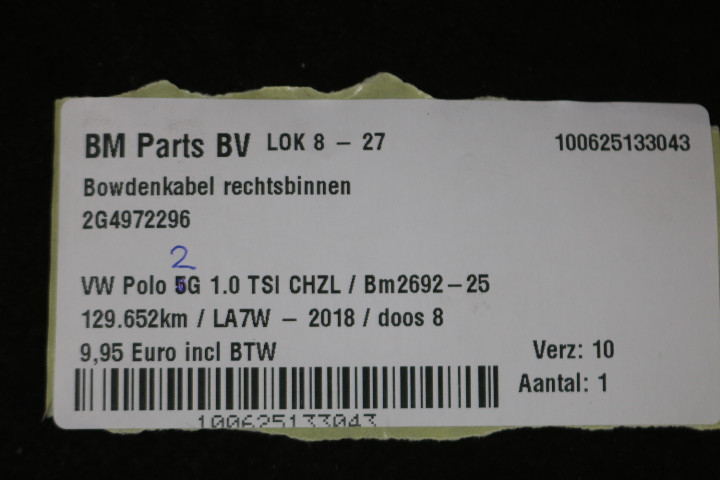 BM Parts BV LOK 8 - 27 100625133043
Bowdenkabel rechtsbinnen
2G4972296
2
VW Polo 5G 1.0 TSI CHZL / Bm2692-25
129.652km / LA7W - 2018 / doos 8
9,95 Euro incl BTW Verz: 10
Aantal: 1
100625133043